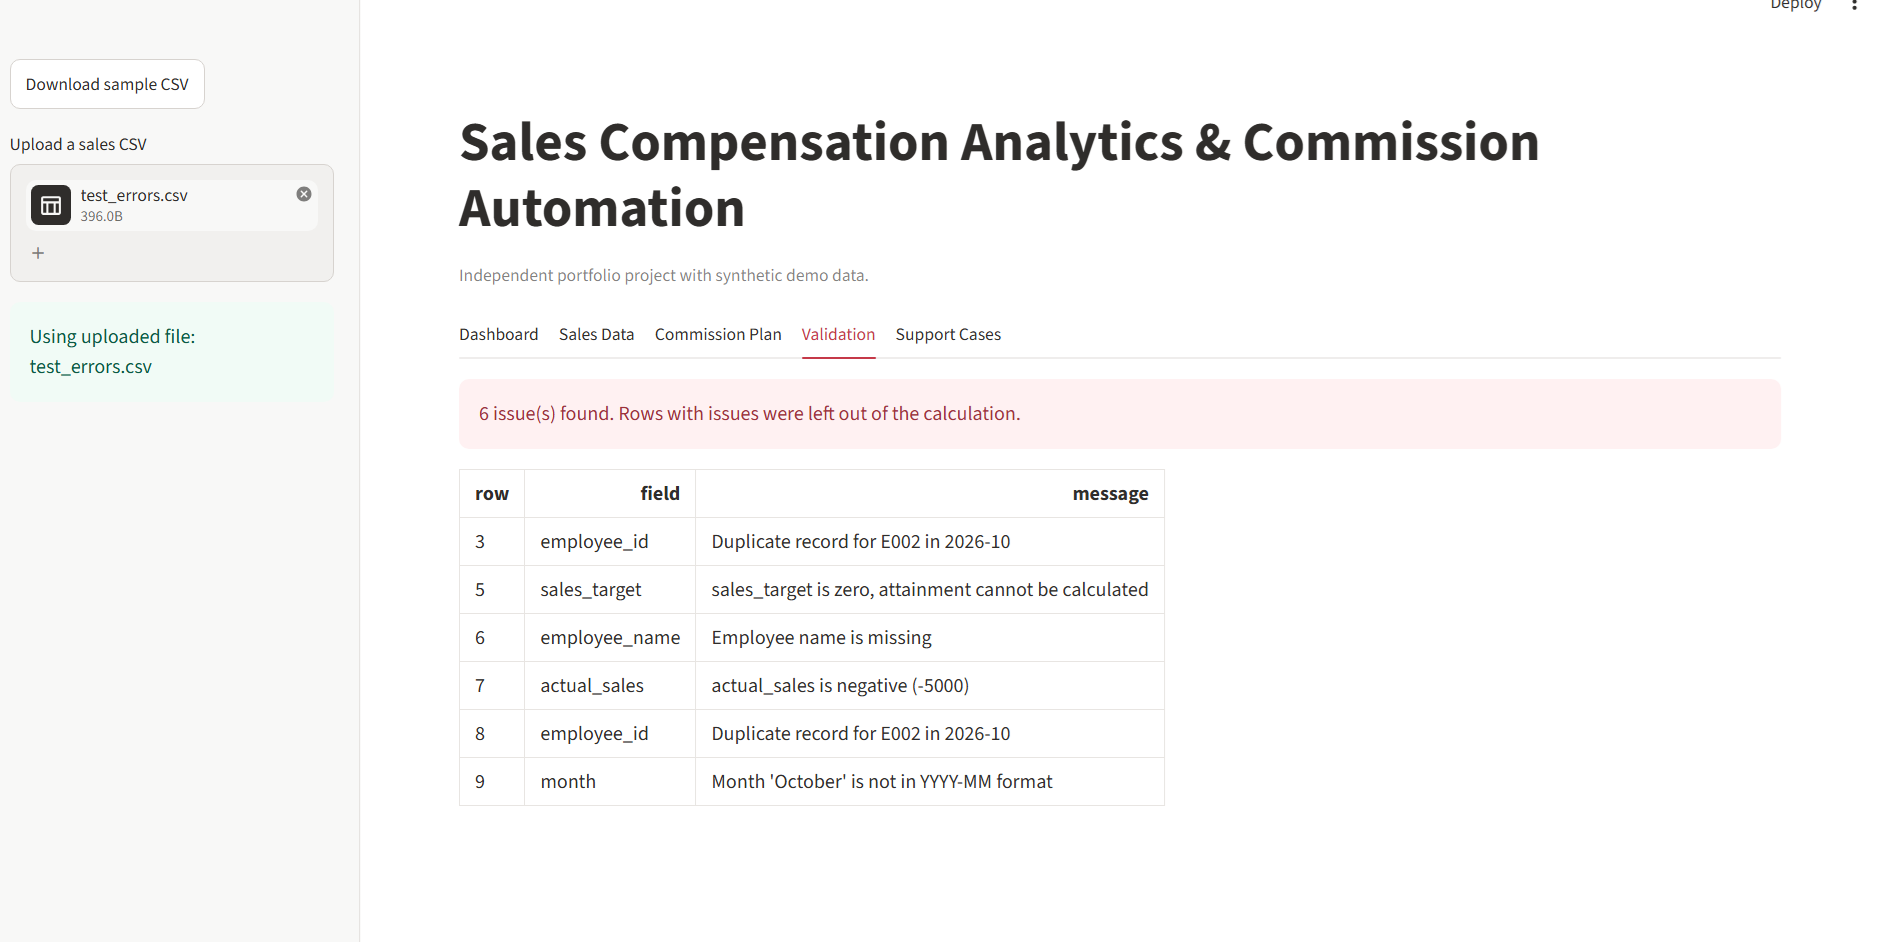 Deploy
Download sample CSV
Upload a sales CSV
test_errors.csv
396.0B
Using uploaded file:
test_errors.csv
Sales Compensation Analytics & Commission
Automation
Independent portfolio project with synthetic demo data.
Dashboard Sales Data Commission Plan Validation Support Cases
6 issue(s) found. Rows with issues were left out of the calculation.
row field message
3 employee_id Duplicate record for E002 in 2026-10
5 sales_target sales_target is zero, attainment cannot be calculated
6 employee_name Employee name is missing
7 actual_sales actual_sales is negative (-5000)
8 employee_id Duplicate record for E002 in 2026-10
9 month Month 'October' is not in YYYY-MM format